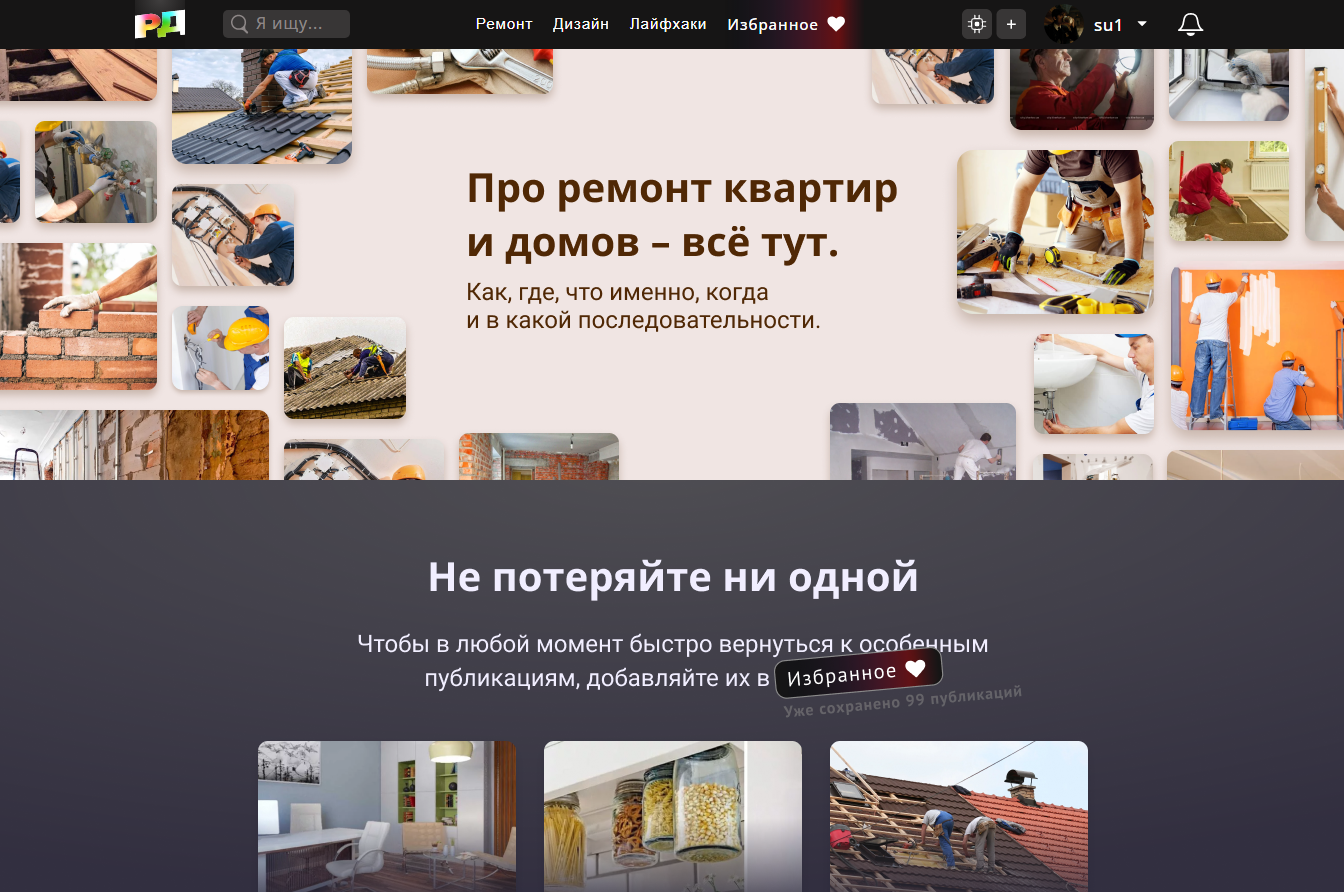 РД
Я ищу...
Ремонт
Дизайн
Лайфхаки
Избранное
+
su1
Про ремонт квартир
и домов – всё тут.
Как, где, что именно, когда
и в какой последовательности.
Не потеряйте ни одной
Чтобы в любой момент быстро вернуться к особенным
публикациям, добавляйте их в Избранное
Уже сохранено 99 публикаций